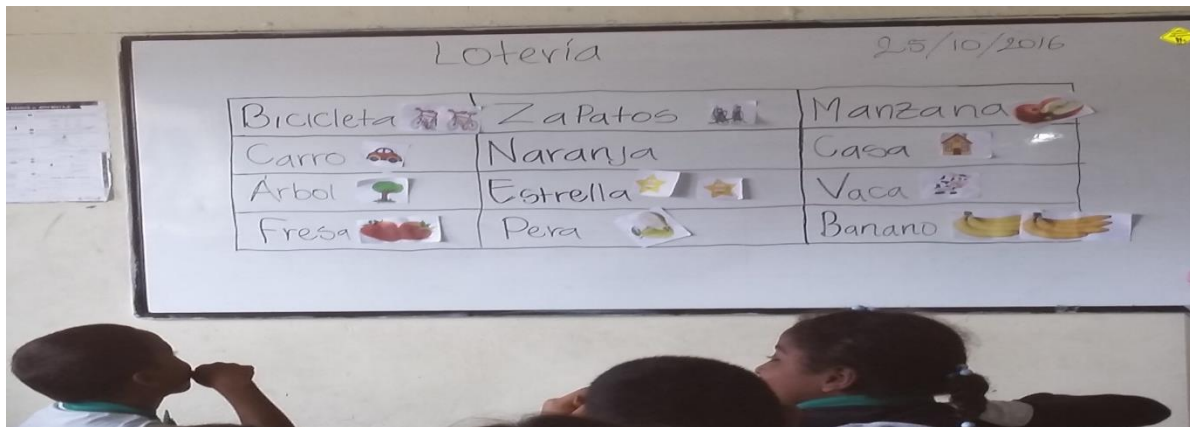 Lotería 25/10/2016
Bicicleta Zapatos Manzana
Carro Naranja Casa
Árbol Estrella Vaca
Fresa Pera Banano